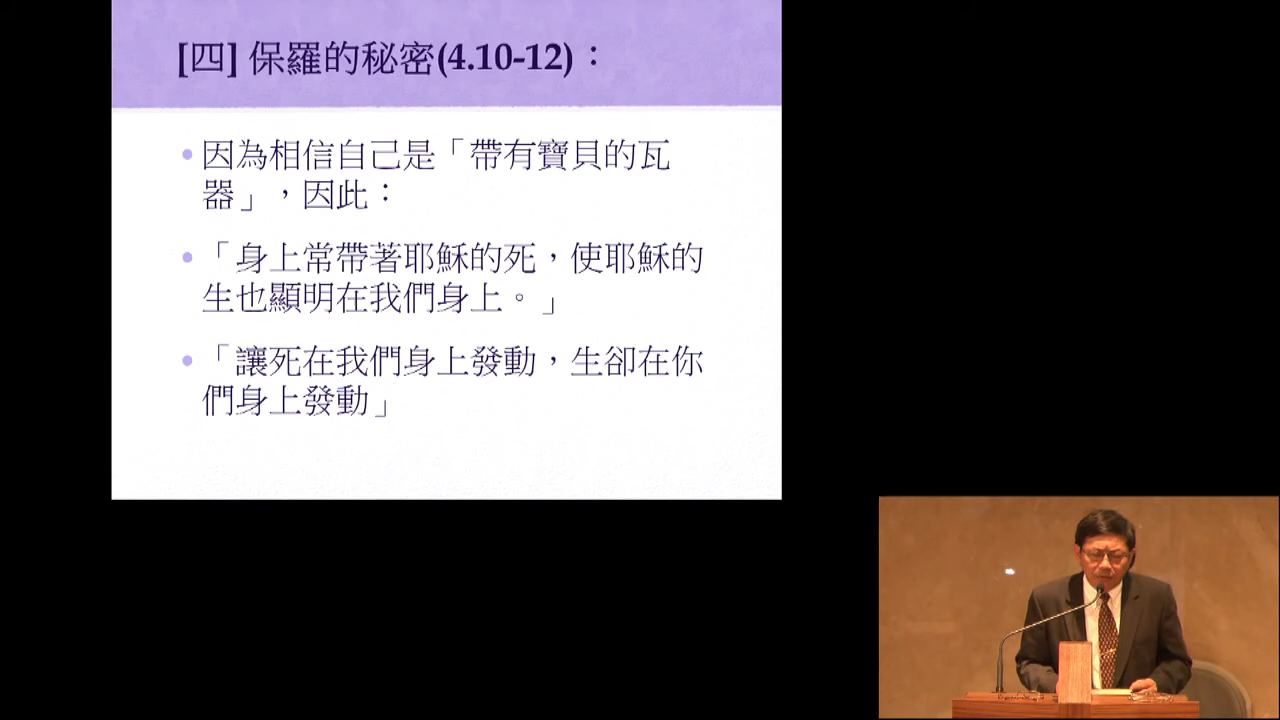 [四] 保羅的秘密(4.10-12)：
因為相信自己是「帶有寶貝的瓦
器」，因此：
「身上常帶著耶穌的死，使耶穌的
生也顯明在我們身上。」
「讓死在我們身上發動，生卻在你
們身上發動」